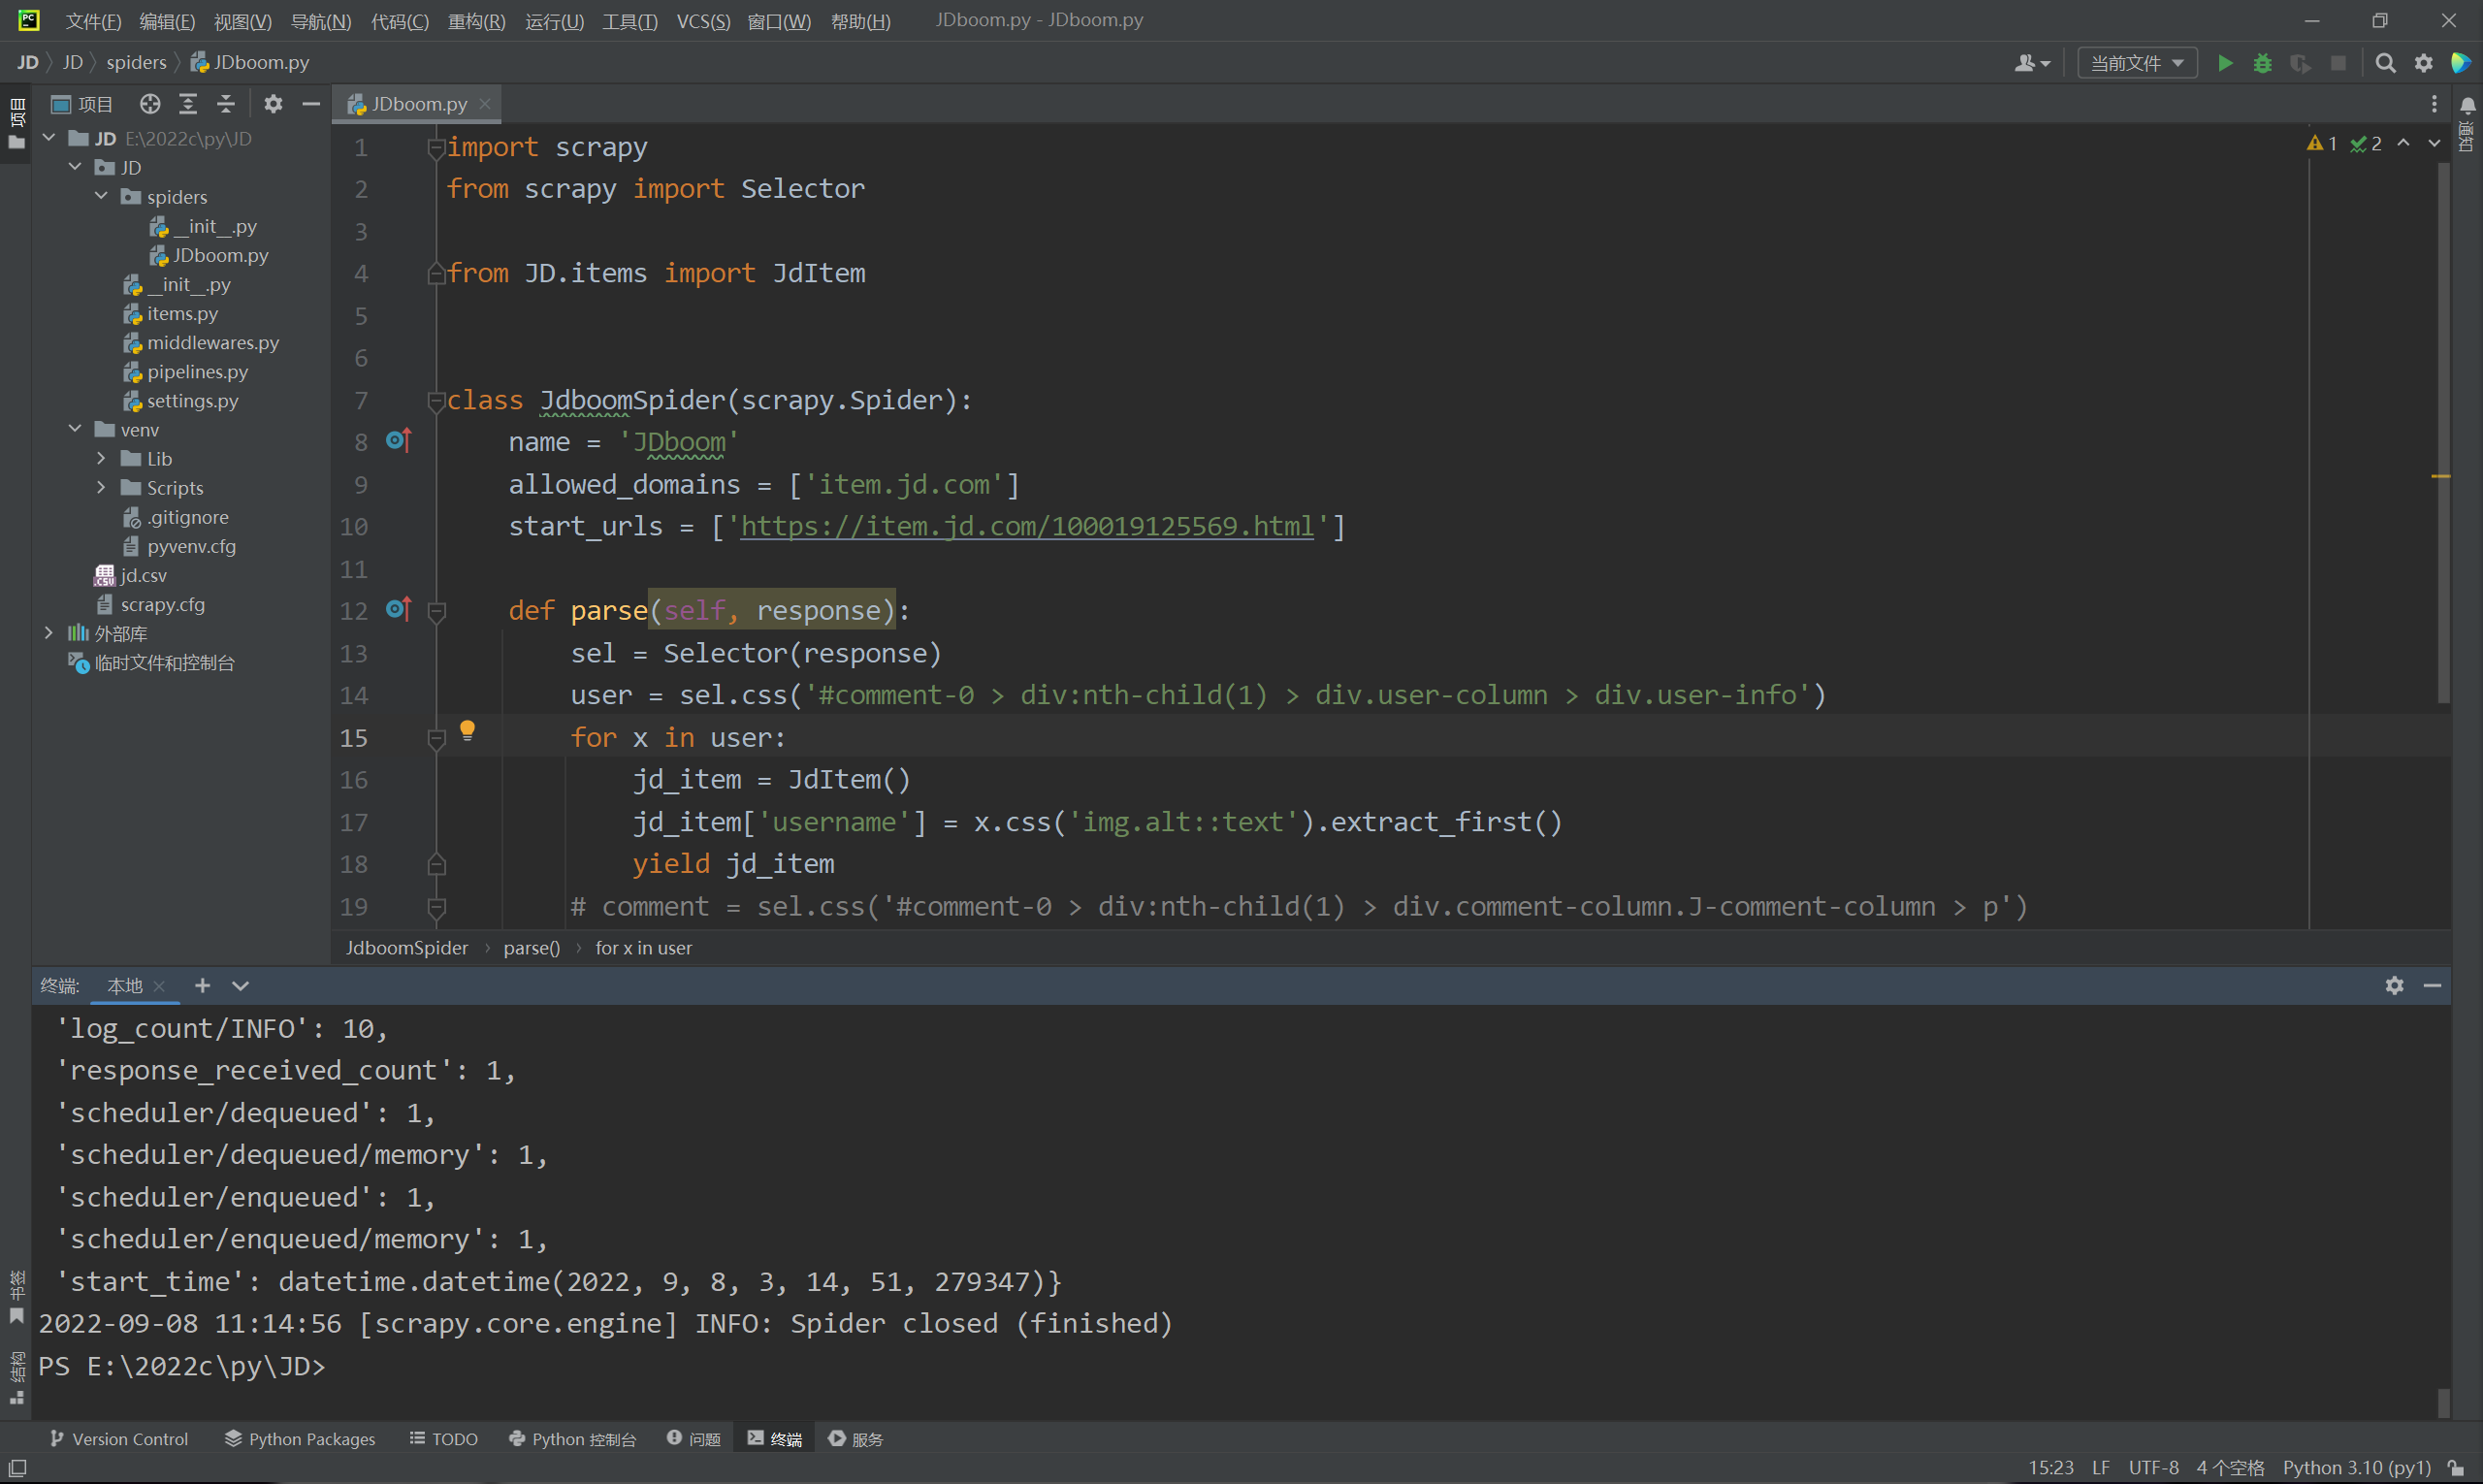 文件(F) 编辑(E) 视图(V) 导航(N) 代码(C) 重构(R) 运行(U) 工具(T) VCS(S) 窗口(W) 帮助(H) JDboom.py - JDboom.py
JD JD spiders JDboom.py 当前文件
项目
项目
JD E:\2022c\py\JD
JD
spiders
__init__.py
JDboom.py
__init__.py
items.py
middlewares.py
pipelines.py
settings.py
venv
Lib
Scripts
.gitignore
pyvenv.cfg
jd.csv
scrapy.cfg
外部库
临时文件和控制台
JDboom.py
1 2
通知
1 import scrapy
2 from scrapy import Selector
3
4 from JD.items import JdItem
5
6
7 class JdboomSpider(scrapy.Spider):
8 name = 'JDboom'
9 allowed_domains = ['item.jd.com']
10 start_urls = ['https://item.jd.com/100019125569.html']
11
12 def parse(self, response):
13 sel = Selector(response)
14 user = sel.css('#comment-0 > div:nth-child(1) > div.user-column > div.user-info')
15 for x in user:
16 jd_item = JdItem()
17 jd_item['username'] = x.css('img.alt::text').extract_first()
18 yield jd_item
19 # comment = sel.css('#comment-0 > div:nth-child(1) > div.comment-column.J-comment-column > p')
JdboomSpider parse() for x in user
终端: 本地
'log_count/INFO': 10,
'response_received_count': 1,
'scheduler/dequeued': 1,
'scheduler/dequeued/memory': 1,
'scheduler/enqueued': 1,
'scheduler/enqueued/memory': 1,
'start_time': datetime.datetime(2022, 9, 8, 3, 14, 51, 279347)}
2022-09-08 11:14:56 [scrapy.core.engine] INFO: Spider closed (finished)
PS E:\2022c\py\JD>
书签
结构
Version Control Python Packages TODO Python 控制台 问题 终端 服务
15:23 LF UTF-8 4 个空格 Python 3.10 (py1)